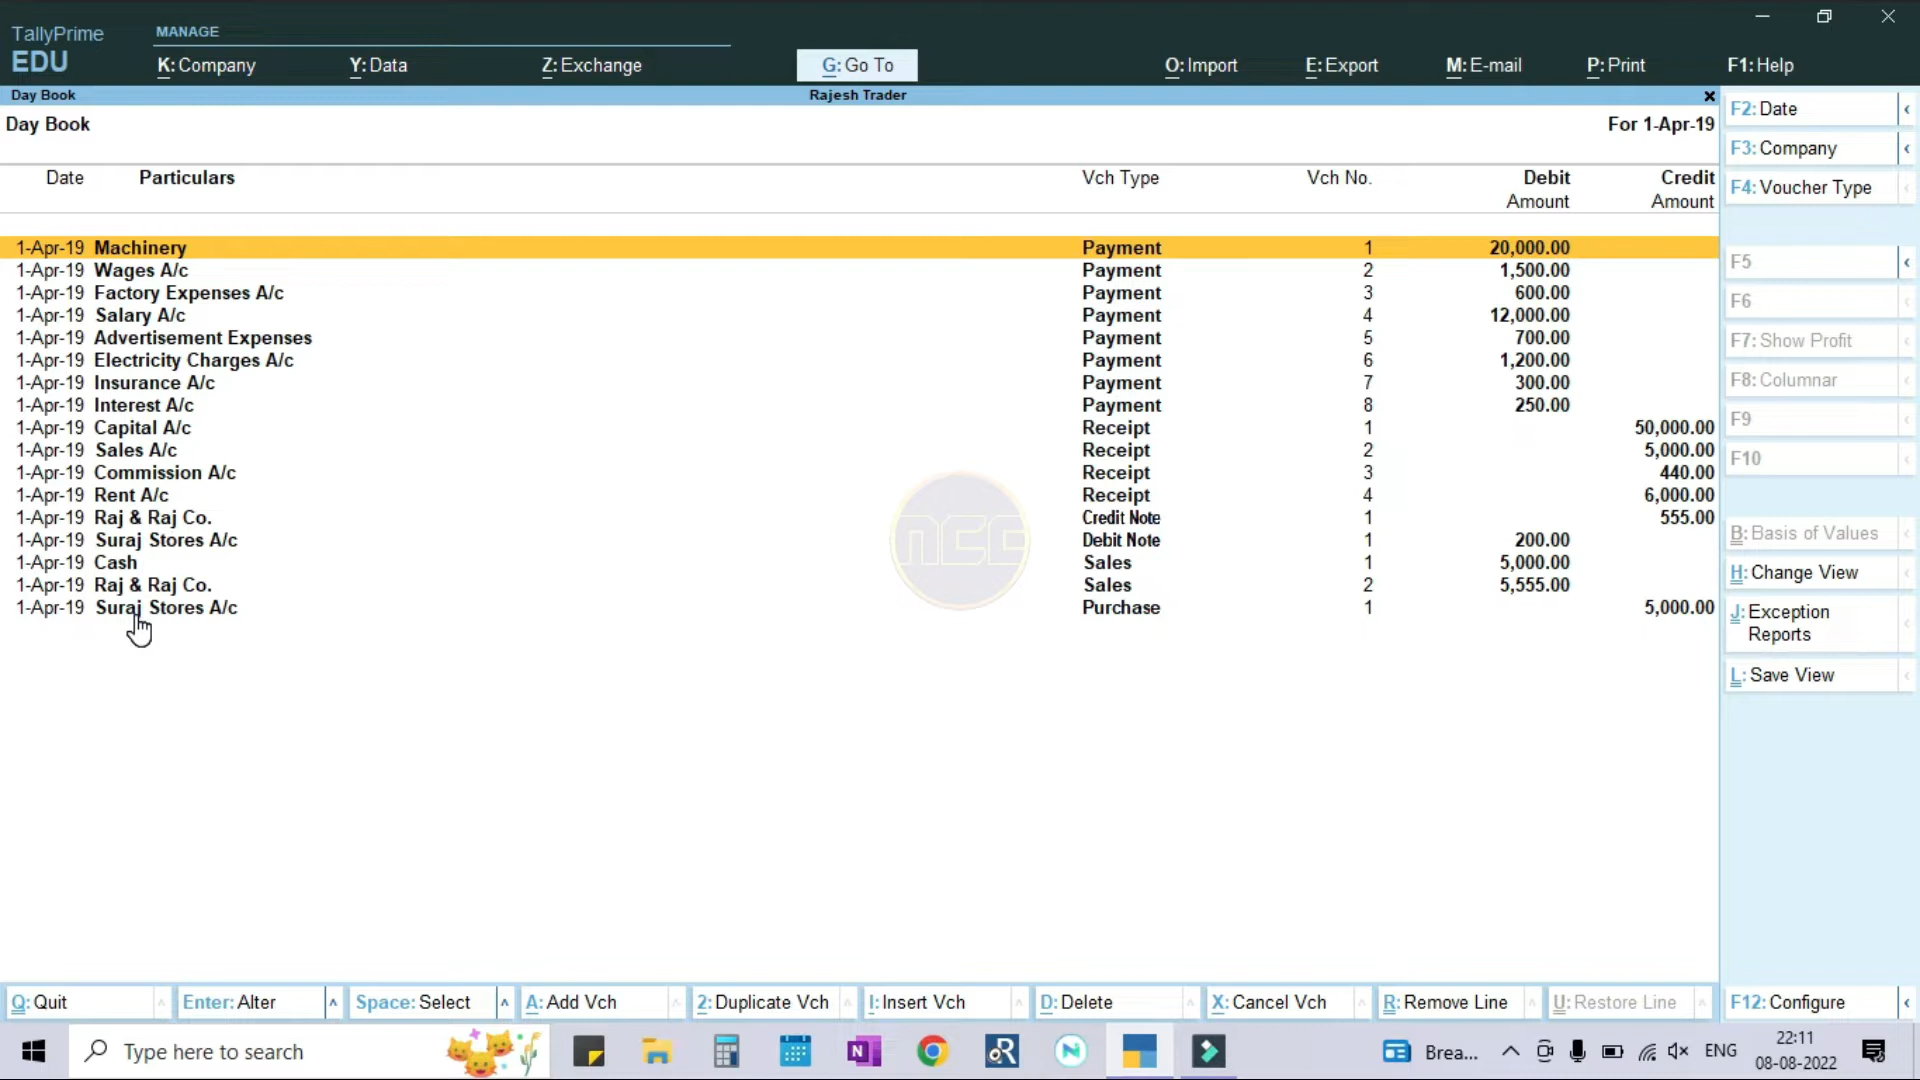 TallyPrime
EDU
MANAGE
K: Company
Y: Data
Z: Exchange
G: Go To
O: Import
E: Export
M: E-mail
P: Print
F1: Help
Day Book
Rajesh Trader
Day Book
For 1-Apr-19
Date Particulars Vch Type Vch No. Debit Credit
Amount Amount
1-Apr-19 Machinery Payment 1 20,000.00
1-Apr-19 Wages A/c Payment 2 1,500.00
1-Apr-19 Factory Expenses A/c Payment 3 600.00
1-Apr-19 Salary A/c Payment 4 12,000.00
1-Apr-19 Advertisement Expenses Payment 5 700.00
1-Apr-19 Electricity Charges A/c Payment 6 1,200.00
1-Apr-19 Insurance A/c Payment 7 300.00
1-Apr-19 Interest A/c Payment 8 250.00
1-Apr-19 Capital A/c Receipt 1 50,000.00
1-Apr-19 Sales A/c Receipt 2 5,000.00
1-Apr-19 Commission A/c Receipt 3 440.00
1-Apr-19 Rent A/c Receipt 4 6,000.00
1-Apr-19 Raj & Raj Co. Credit Note 1 555.00
1-Apr-19 Suraj Stores A/c Debit Note 1 200.00
1-Apr-19 Cash Sales 1 5,000.00
1-Apr-19 Raj & Raj Co. Sales 2 5,555.00
1-Apr-19 Suraj Stores A/c Purchase 1 5,000.00
NCC
F2: Date
F3: Company
F4: Voucher Type
F5
F6
F7: Show Profit
F8: Columnar
F9
F10
B: Basis of Values
H: Change View
J: Exception
Reports
L: Save View
F12: Configure
Q: Quit
Enter: Alter
Space: Select
A: Add Vch
2: Duplicate Vch
I: Insert Vch
D: Delete
X: Cancel Vch
R: Remove Line
U: Restore Line
Type here to search
Brea...
ENG
22:11
08-08-2022